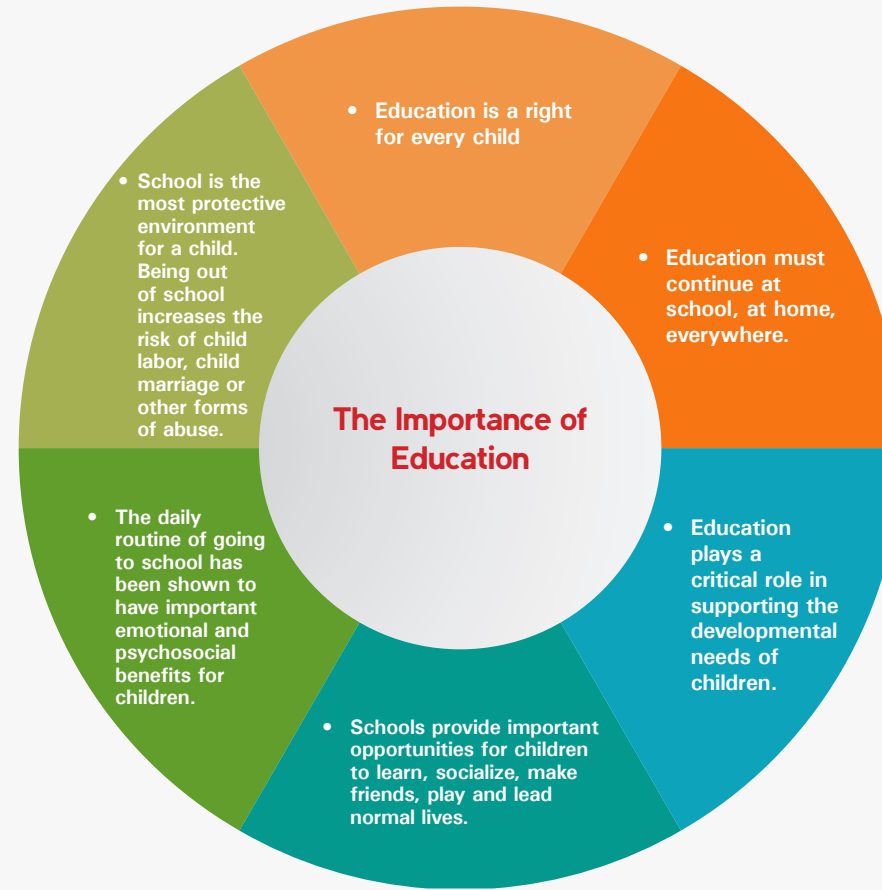 • Education is a right
for every child
• Education must
continue at
school, at home,
everywhere.
• Education
plays a
critical role in
supporting the
developmental
needs of
children.
• Schools provide important
opportunities for children
to learn, socialize, make
friends, play and lead
normal lives.
• The daily
routine of going
to school has
been shown to
have important
emotional and
psychosocial
benefits for
children.
• School is the
most protective
environment
for a child.
Being out
of school
increases the
risk of child
labor, child
marriage or
other forms
of abuse.
The Importance of
Education